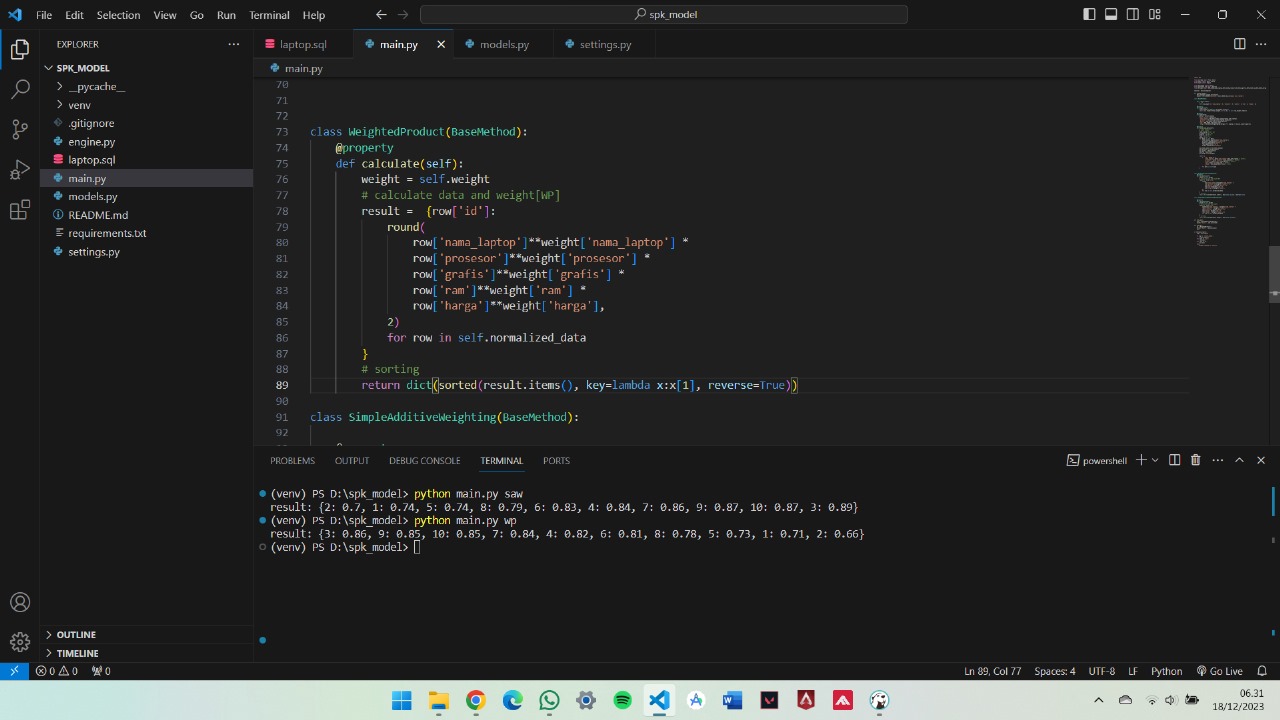 File Edit Selection View Go Run Terminal Help
spk_model
EXPLORER
SPK_MODEL
__pycache__
venv
.gitignore
engine.py
laptop.sql
main.py
models.py
README.md
requirements.txt
settings.py
OUTLINE
TIMELINE
laptop.sql main.py models.py settings.py
main.py
70
71
72
73 class WeightedProduct(BaseMethod):
74 @property
75 def calculate(self):
76 weight = self.weight
77 # calculate data and weight[WP]
78 result =  {row['id']:
79 round(
80 row['nama_laptop']**weight['nama_laptop'] *
81 row['prosesor']**weight['prosesor'] *
82 row['grafis']**weight['grafis'] *
83 row['ram']**weight['ram'] *
84 row['harga']**weight['harga'],
85 2)
86 for row in self.normalized_data
87 }
88 # sorting
89 return dict(sorted(result.items(), key=lambda x:x[1], reverse=True))
90
91 class SimpleAdditiveWeighting(BaseMethod):
92
PROBLEMS OUTPUT DEBUG CONSOLE TERMINAL PORTS
powershell
(venv) PS D:\spk_model> python main.py saw
result: {2: 0.7, 1: 0.74, 5: 0.74, 8: 0.79, 6: 0.83, 4: 0.84, 7: 0.86, 9: 0.87, 10: 0.87, 3: 0.89}
(venv) PS D:\spk_model> python main.py wp
result: {3: 0.86, 9: 0.85, 10: 0.85, 7: 0.84, 4: 0.82, 6: 0.81, 8: 0.78, 5: 0.73, 1: 0.71, 2: 0.66}
(venv) PS D:\spk_model>
0 0 0
Ln 89, Col 77 Spaces: 4 UTF-8 LF Python Go Live
06.31
18/12/2023